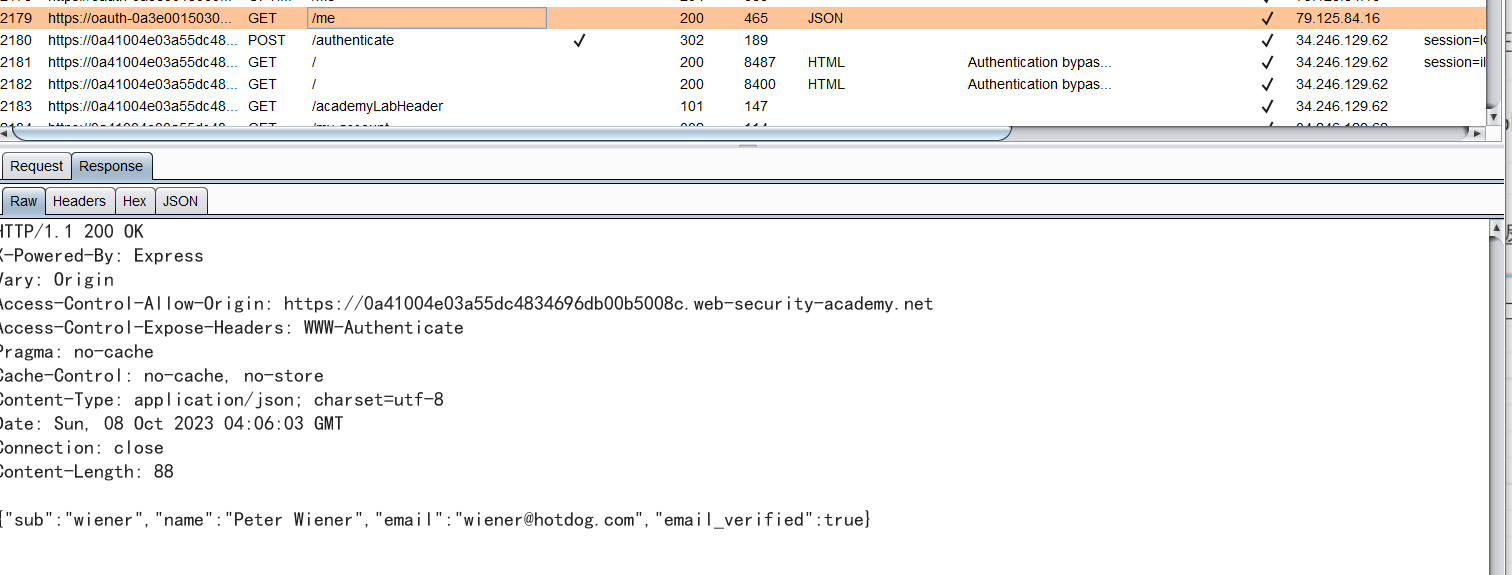 2179 https://oauth-0a3e0015030... GET /me 200 465 JSON 79.125.84.16
2180 https://0a41004e03a55dc48... POST /authenticate 302 189 34.246.129.62
2181 https://0a41004e03a55dc48... GET / 200 8487 HTML Authentication bypas... 34.246.129.62
2182 https://0a41004e03a55dc48... GET / 200 8400 HTML Authentication bypas... 34.246.129.62
2183 https://0a41004e03a55dc48... GET /academyLabHeader 101 147 34.246.129.62
Request Response
Raw Headers Hex JSON
HTTP/1.1 200 OK
X-Powered-By: Express
Vary: Origin
Access-Control-Allow-Origin: https://0a41004e03a55dc4834696db00b5008c.web-security-academy.net
Access-Control-Expose-Headers: WWW-Authenticate
Pragma: no-cache
Cache-Control: no-cache, no-store
Content-Type: application/json; charset=utf-8
Date: Sun, 08 Oct 2023 04:06:03 GMT
Connection: close
Content-Length: 88
{"sub":"wiener","name":"Peter Wiener","email":"wiener@hotdog.com","email_verified":true}